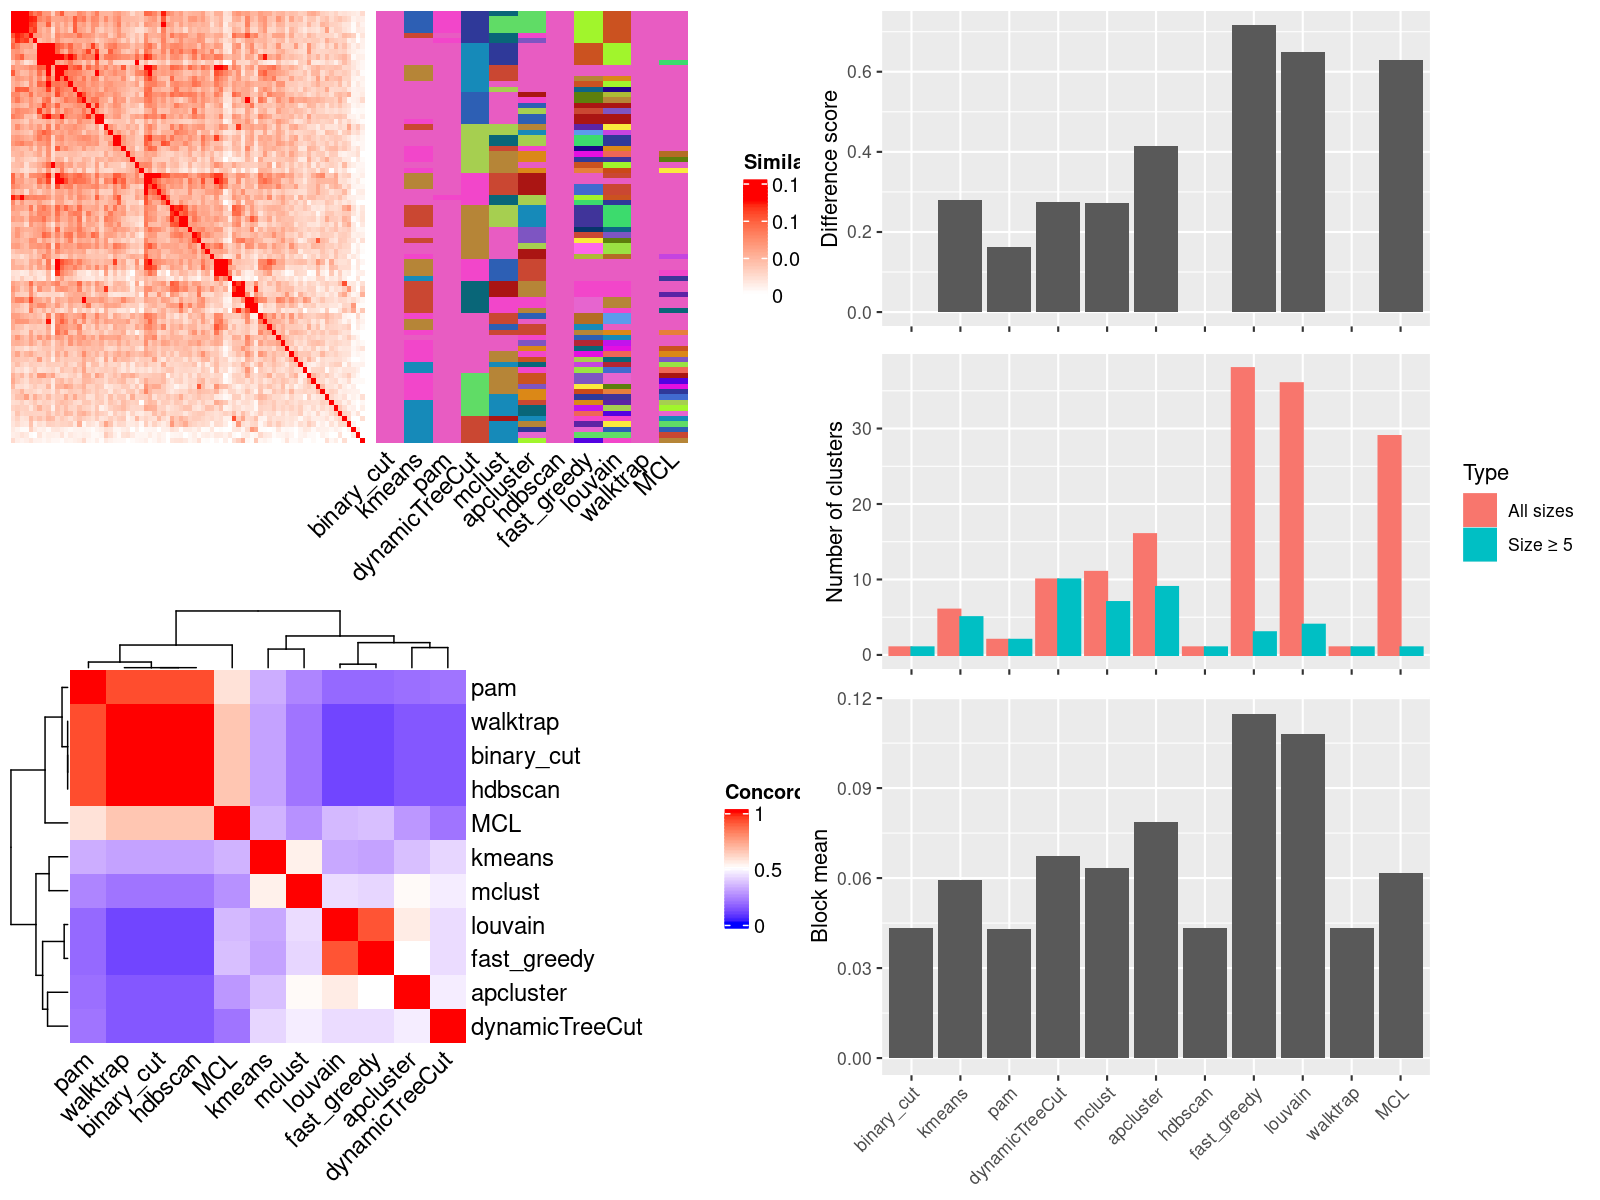 Simila
0.1
0.1
0.0
0
binary_cut
kmeans
pam
dynamicTreeCut
mclust
apcluster
hdbscan
fast_greedy
louvain
walktrap
MCL
pam
walktrap
binary_cut
hdbscan
MCL
kmeans
mclust
louvain
fast_greedy
apcluster
dynamicTreeCut
pam
walktrap
binary_cut
hdbscan
MCL
kmeans
mclust
louvain
fast_greedy
apcluster
dynamicTreeCut
Concord
1
0.5
0
Difference score
0.6
0.4
0.2
0.0
Number of clusters
30
20
10
0
Type
All sizes
Size ≥ 5
Block mean
0.12
0.09
0.06
0.03
0.00
binary_cut
kmeans
pam
dynamicTreeCut
mclust
apcluster
hdbscan
fast_greedy
louvain
walktrap
MCL